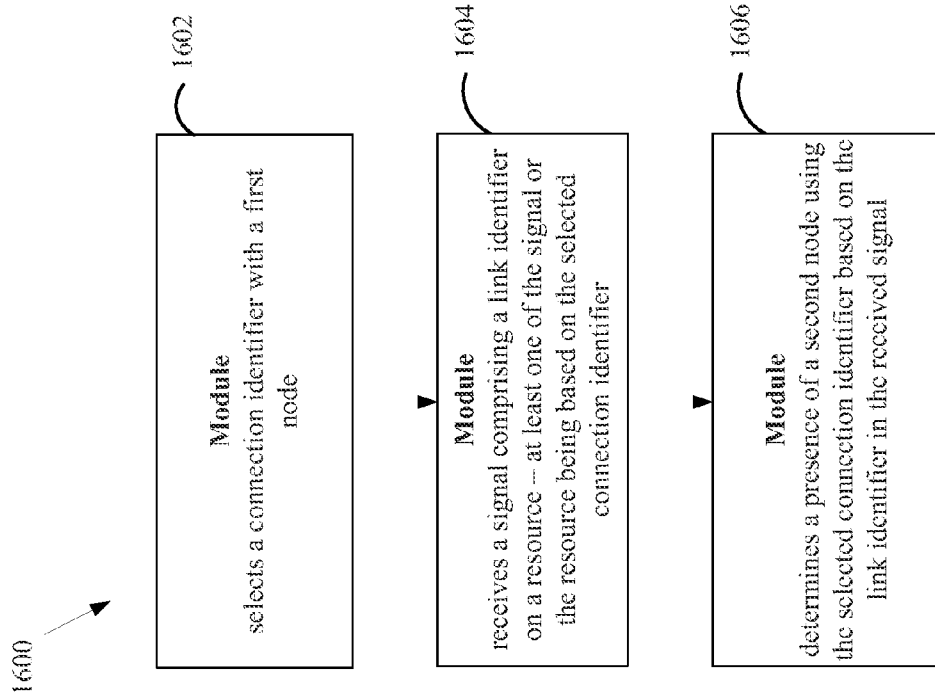 1600
1602
Module
selects a connection identifier with a first
node
1604
Module
receives a signal comprising a link identifier
on a resource -- at least one of the signal or
the resource being based on the selected
connection identifier
1606
Module
determines a presence of a second node using
the selected connection identifier based on the
link identifier in the received signal